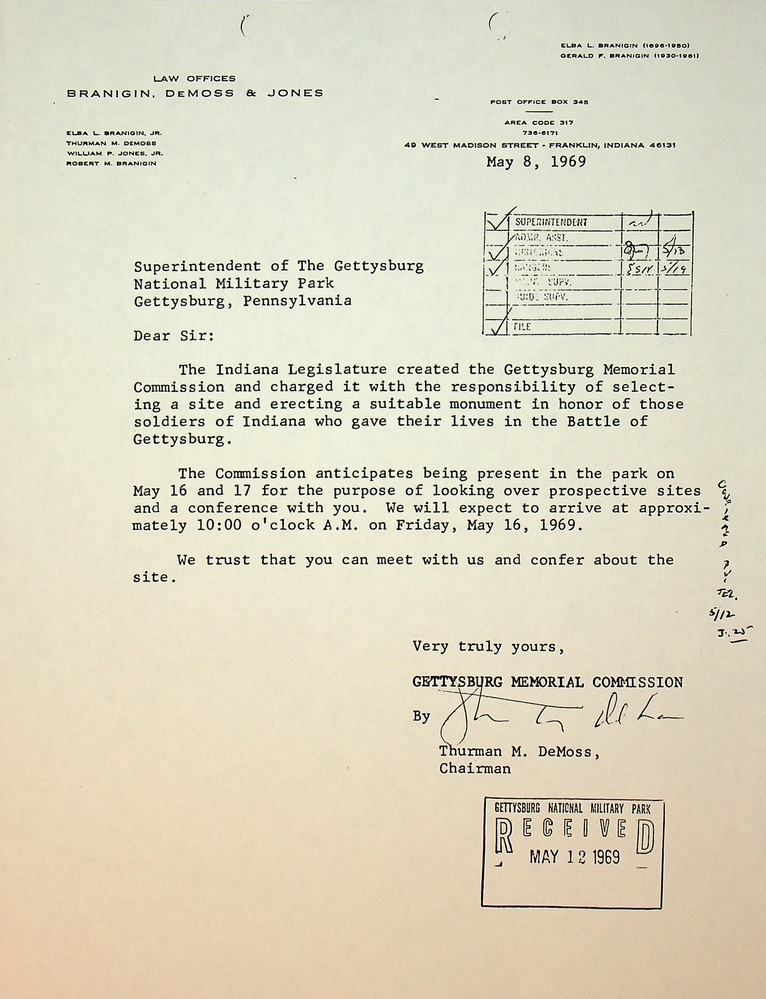 ELBA L. BRANIGIN (1896-1950)
GERALD F. BRANIGIN (1930-1961)
LAW OFFICES
BRANIGIN, DeMOSS & JONES
POST OFFICE BOX 345
AREA CODE 317
736-6171
49 WEST MADISON STREET - FRANKLIN, INDIANA 46131
ELBA L. BRANIGIN, JR.
THURMAN M. DEMOSS
WILLIAM P. JONES, JR.
ROBERT M. BRANIGIN
May 8, 1969
SUPERINTENDENT
ADMR. ASST.
5/13
FILE
Superintendent of The Gettysburg
National Military Park
Gettysburg, Pennsylvania
Dear Sir:
The Indiana Legislature created the Gettysburg Memorial
Commission and charged it with the responsibility of select-
ing a site and erecting a suitable monument in honor of those
soldiers of Indiana who gave their lives in the Battle of
Gettysburg.
The Commission anticipates being present in the park on
May 16 and 17 for the purpose of looking over prospective sites
and a conference with you. We will expect to arrive at approxi-
mately 10:00 o'clock A.M. on Friday, May 16, 1969.
We trust that you can meet with us and confer about the
site.
TEL.
5/12
Very truly yours,
GETTYSBURG MEMORIAL COMMISSION
By
Thurman M. DeMoss,
Chairman
GETTYSBURG NATIONAL MILITARY PARK
RECEIVED
MAY 12 1969